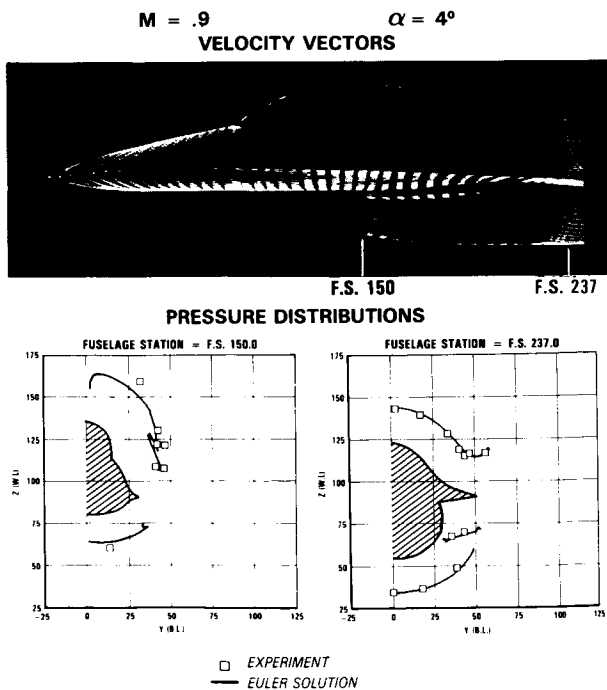 M = .9 α = 4°
VELOCITY VECTORS
F.S. 150 F.S. 237
PRESSURE DISTRIBUTIONS
FUSELAGE STATION = F.S. 150.0
175
150
125
100
75
50
25
Z (W.L.)
-25 0 25 50 75 100 125
Y (B.L.)
FUSELAGE STATION = F.S. 237.0
175
150
125
100
75
50
25
Z (W.L.)
-25 0 25 50 75 100 125
Y (B.L.)
EXPERIMENT
EULER SOLUTION